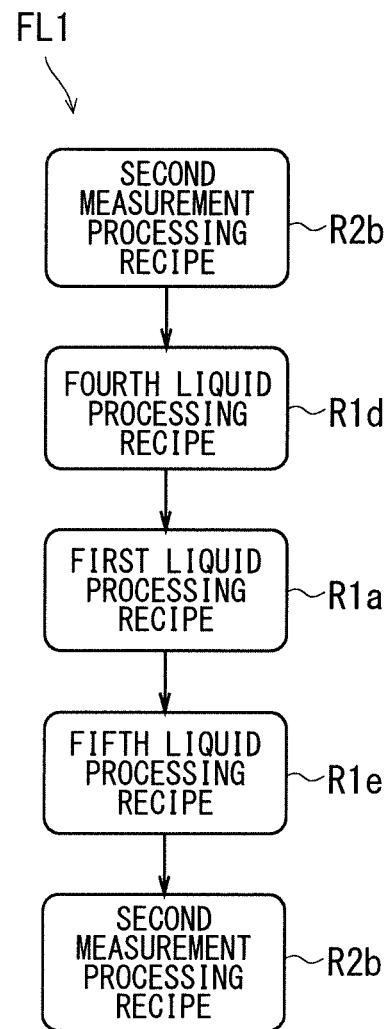 FL1
SECOND
MEASUREMENT
PROCESSING
RECIPE
R2b
FOURTH LIQUID
PROCESSING
RECIPE
R1d
FIRST LIQUID
PROCESSING
RECIPE
R1a
FIFTH LIQUID
PROCESSING
RECIPE
R1e
SECOND
MEASUREMENT
PROCESSING
RECIPE
R2b